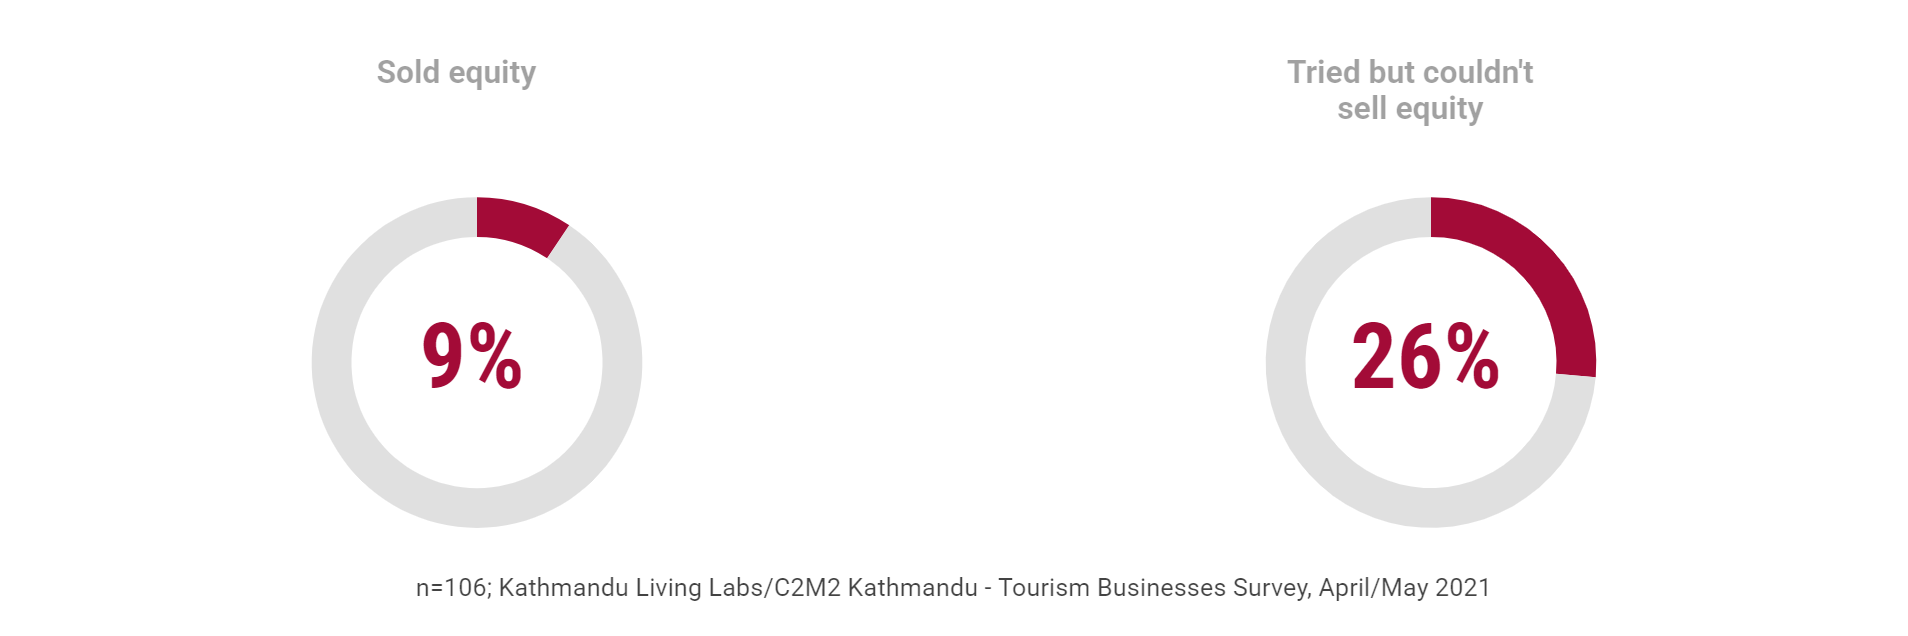 Sold equity
Tried but couldn't
sell equity
9%
26%
n=106; Kathmandu Living Labs/C2M2 Kathmandu - Tourism Businesses Survey, April/May 2021